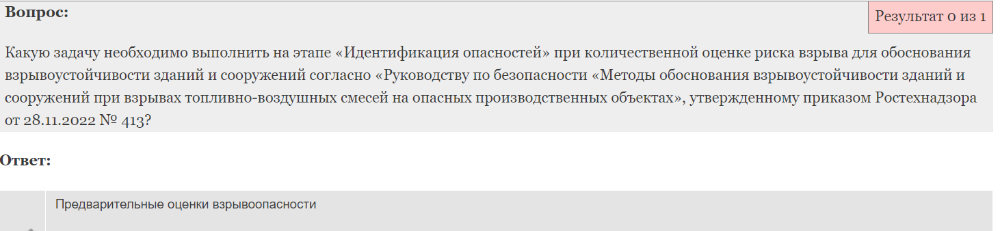 Вопрос:
Результат 0 из 1
Какую задачу необходимо выполнить на этапе «Идентификация опасностей» при количественной оценке риска взрыва для обоснования
взрывоустойчивости зданий и сооружений согласно «Руководству по безопасности «Методы обоснования взрывоустойчивости зданий и
сооружений при взрывах топливно-воздушных смесей на опасных производственных объектах», утвержденному приказом Ростехнадзора
от 28.11.2022 № 413?
Ответ:
Предварительные оценки взрывоопасности